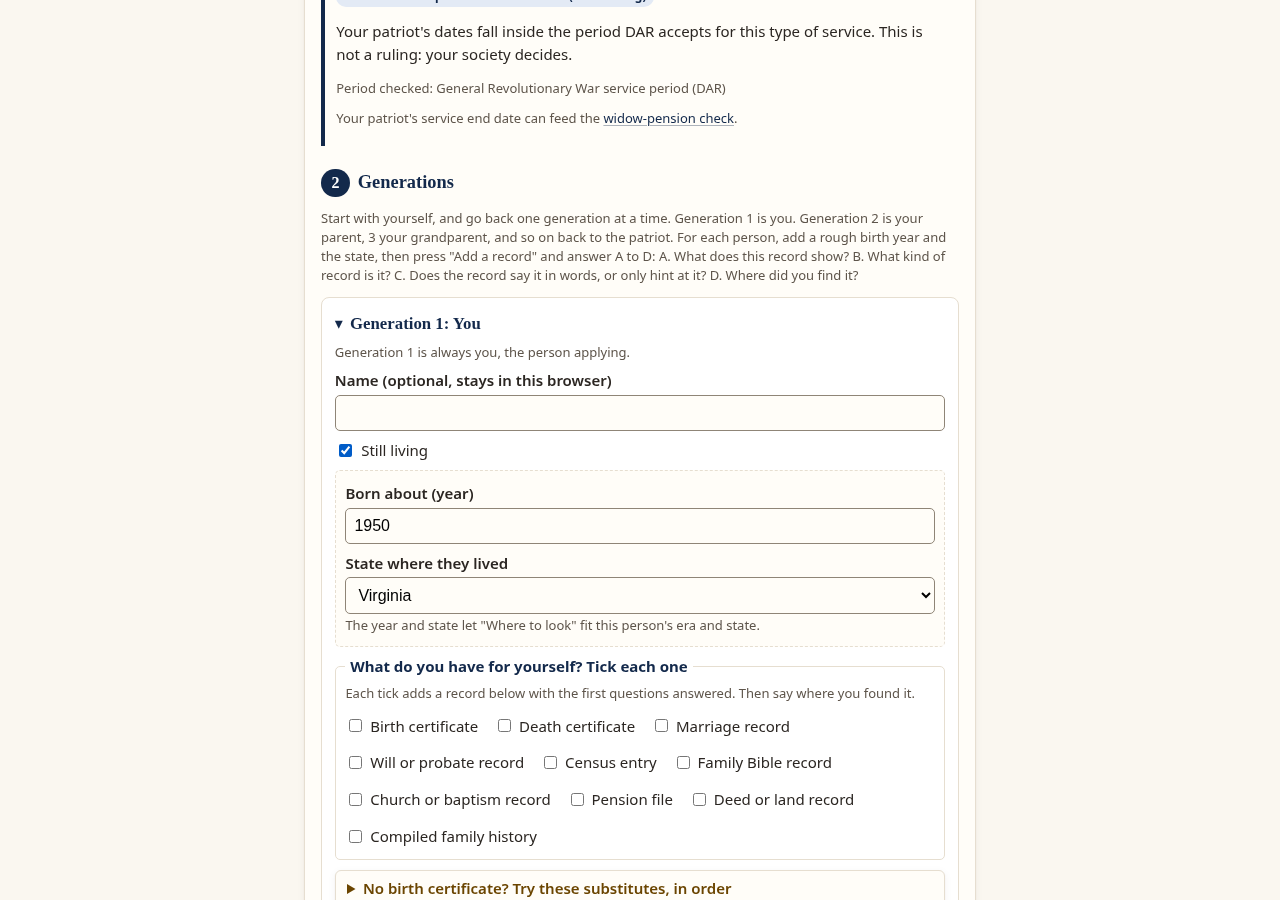 Your patriot's dates fall inside the period DAR accepts for this type of service. This is
not a ruling: your society decides.
Period checked: General Revolutionary War service period (DAR)
Your patriot's service end date can feed the widow-pension check.
2 Generations
Start with yourself, and go back one generation at a time. Generation 1 is you. Generation 2 is your
parent, 3 your grandparent, and so on back to the patriot. For each person, add a rough birth year and
the state, then press "Add a record" and answer A to D: A. What does this record show? B. What kind of
record is it? C. Does the record say it in words, or only hint at it? D. Where did you find it?
▼ Generation 1: You
Generation 1 is always you, the person applying.
Name (optional, stays in this browser)
Still living
Born about (year)
1950
State where they lived
Virginia
The year and state let "Where to look" fit this person's era and state.
What do you have for yourself? Tick each one
Each tick adds a record below with the first questions answered. Then say where you found it.
Birth certificate Death certificate Marriage record
Will or probate record Census entry Family Bible record
Church or baptism record Pension file Deed or land record
Compiled family history
▶ No birth certificate? Try these substitutes, in order